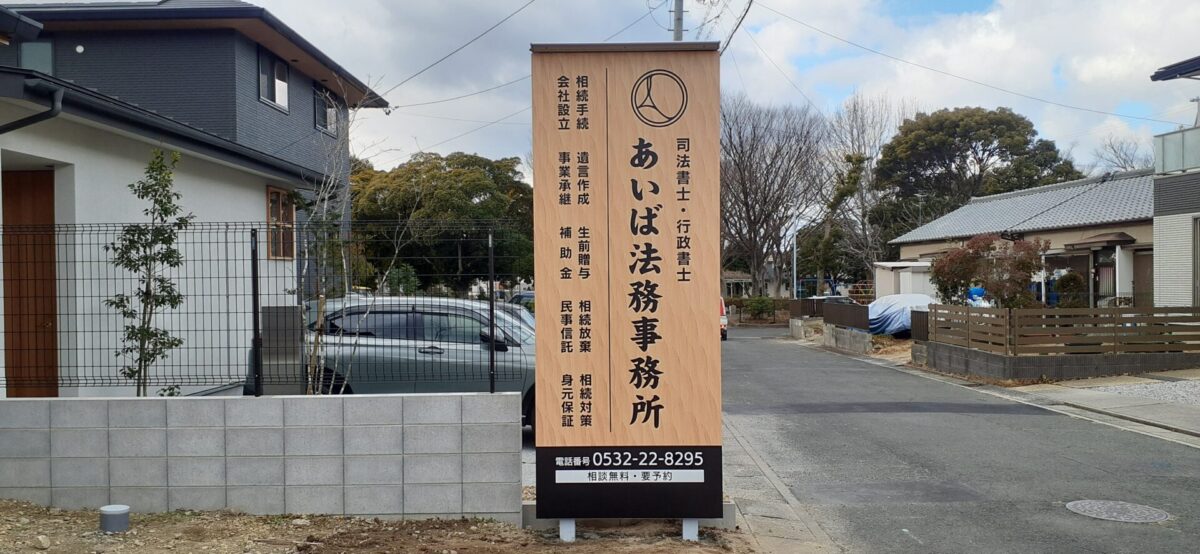 司法書士・行政書士
あいば法務事務所
相続手続 遺言作成 生前贈与 相続放棄 相続対策
会社設立 事業承継 補助金 民事信託 身元保証
電話番号 0532-22-8295
相談無料・要予約